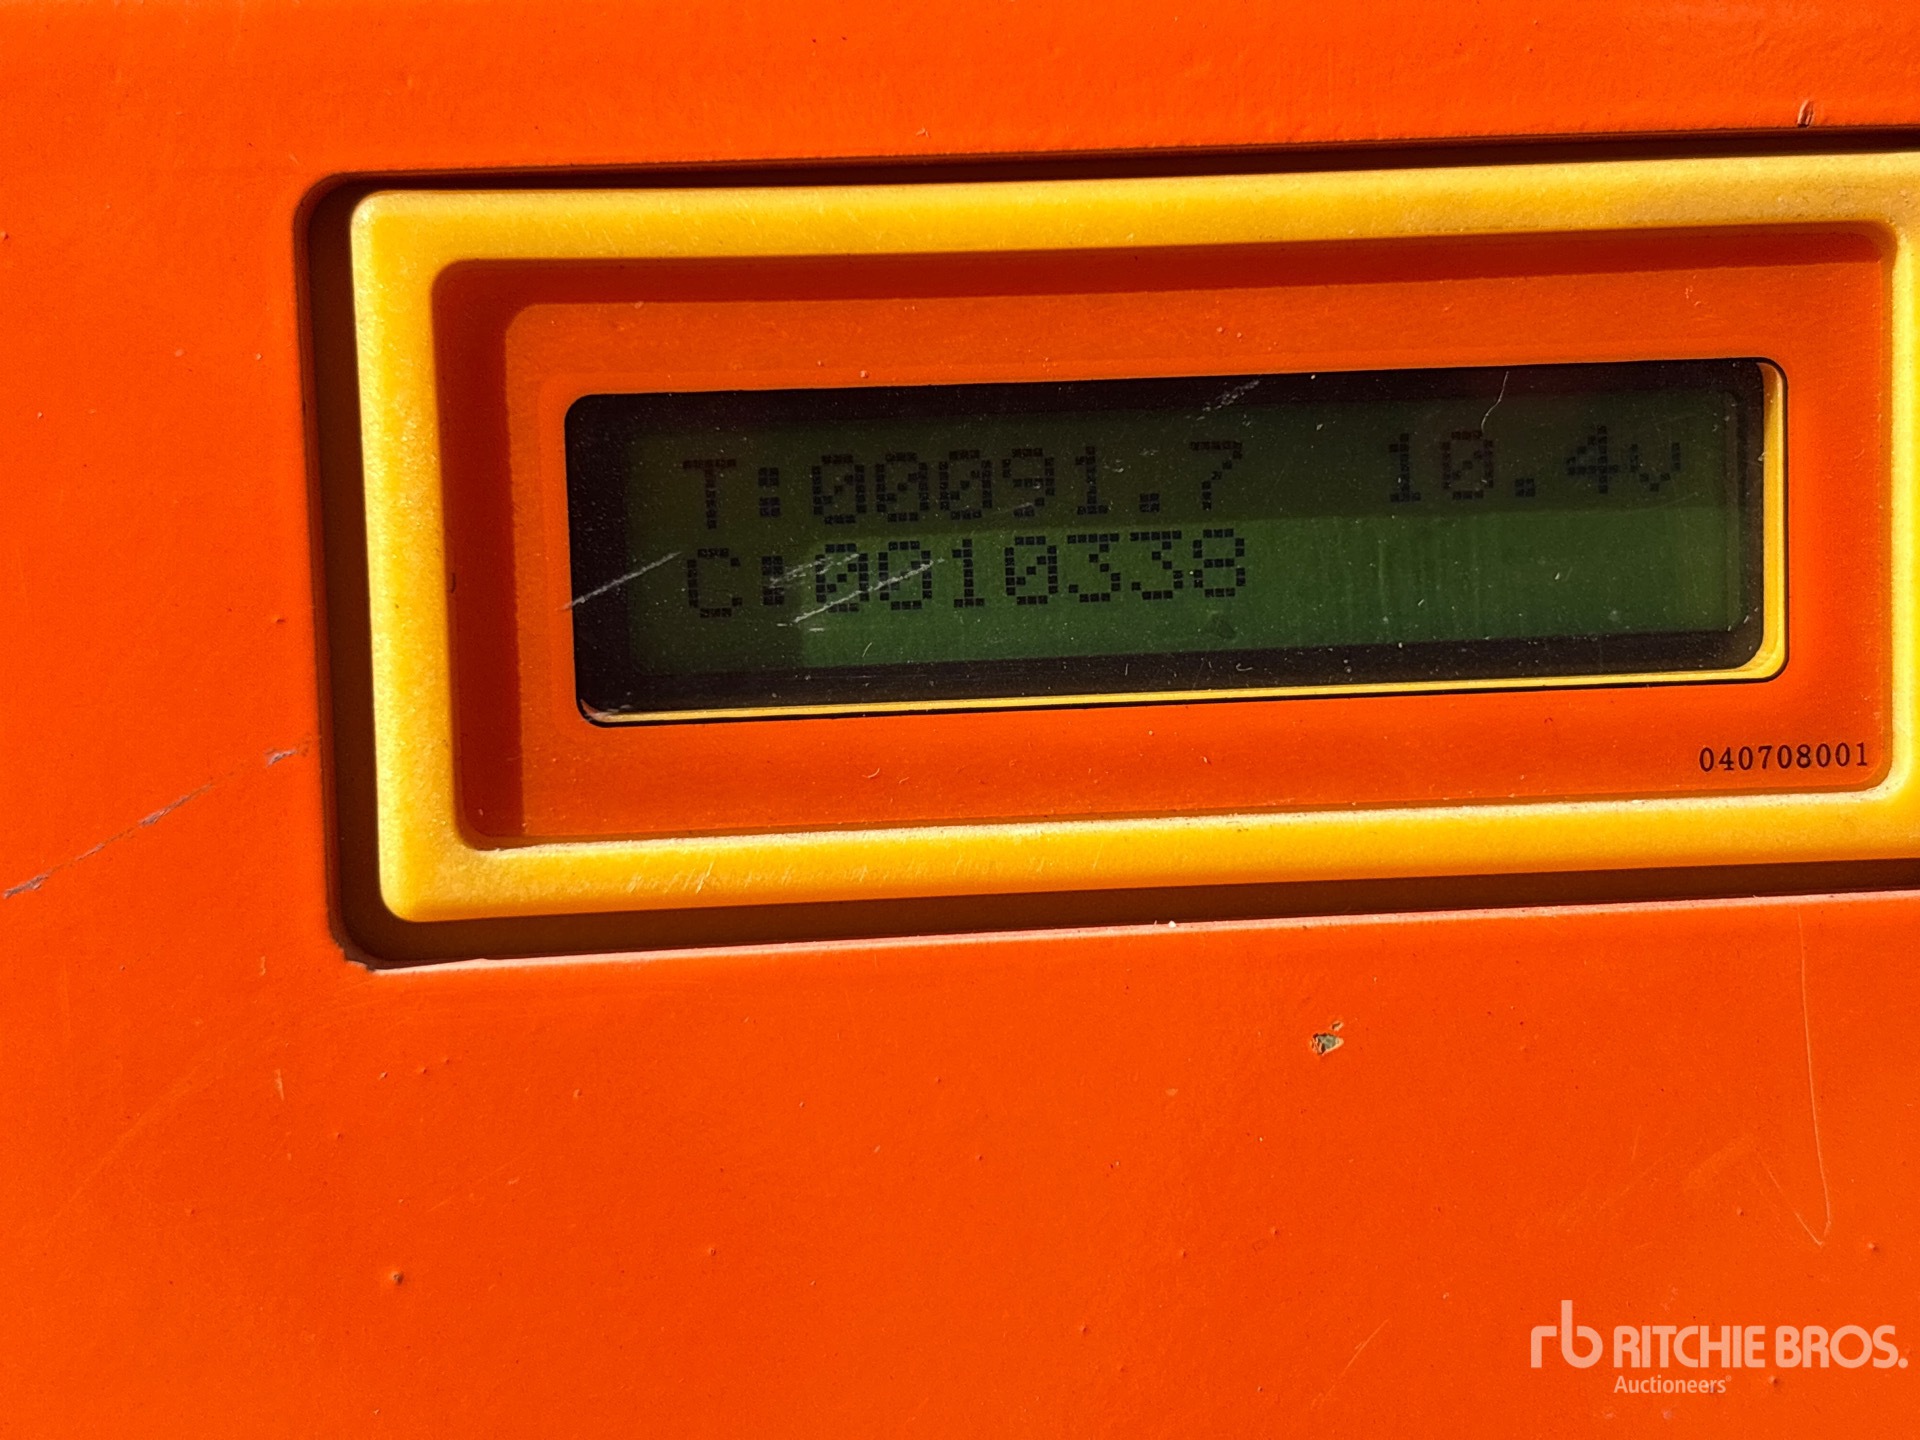 T:00091.7 10.4v
C:0010338
040708001
rb RITCHIE BROS.
Auctioneers